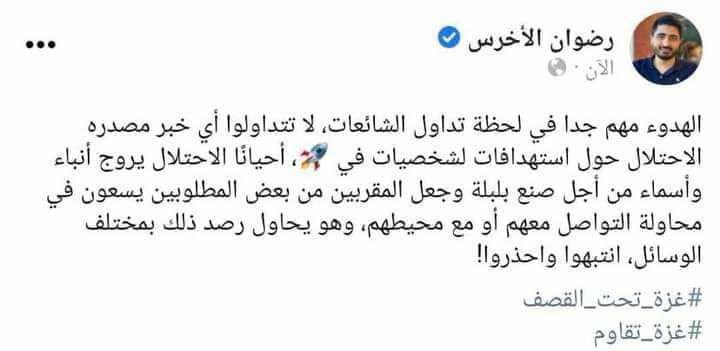 رضوان الأخرس
الآن ·
الهدوء مهم جدا في لحظة تداول الشائعات، لا تتداولوا أي خبر مصدره
الاحتلال حول استهدافات لشخصيات في 🚀، أحيانًا الاحتلال يروج أنباء
وأسماء من أجل صنع بلبلة وجعل المقربين من بعض المطلوبين يسعون في
محاولة التواصل معهم أو مع محيطهم، وهو يحاول رصد ذلك بمختلف
الوسائل، انتبهوا واحذروا!
#غزة_تحت_القصف
#غزة_تقاوم